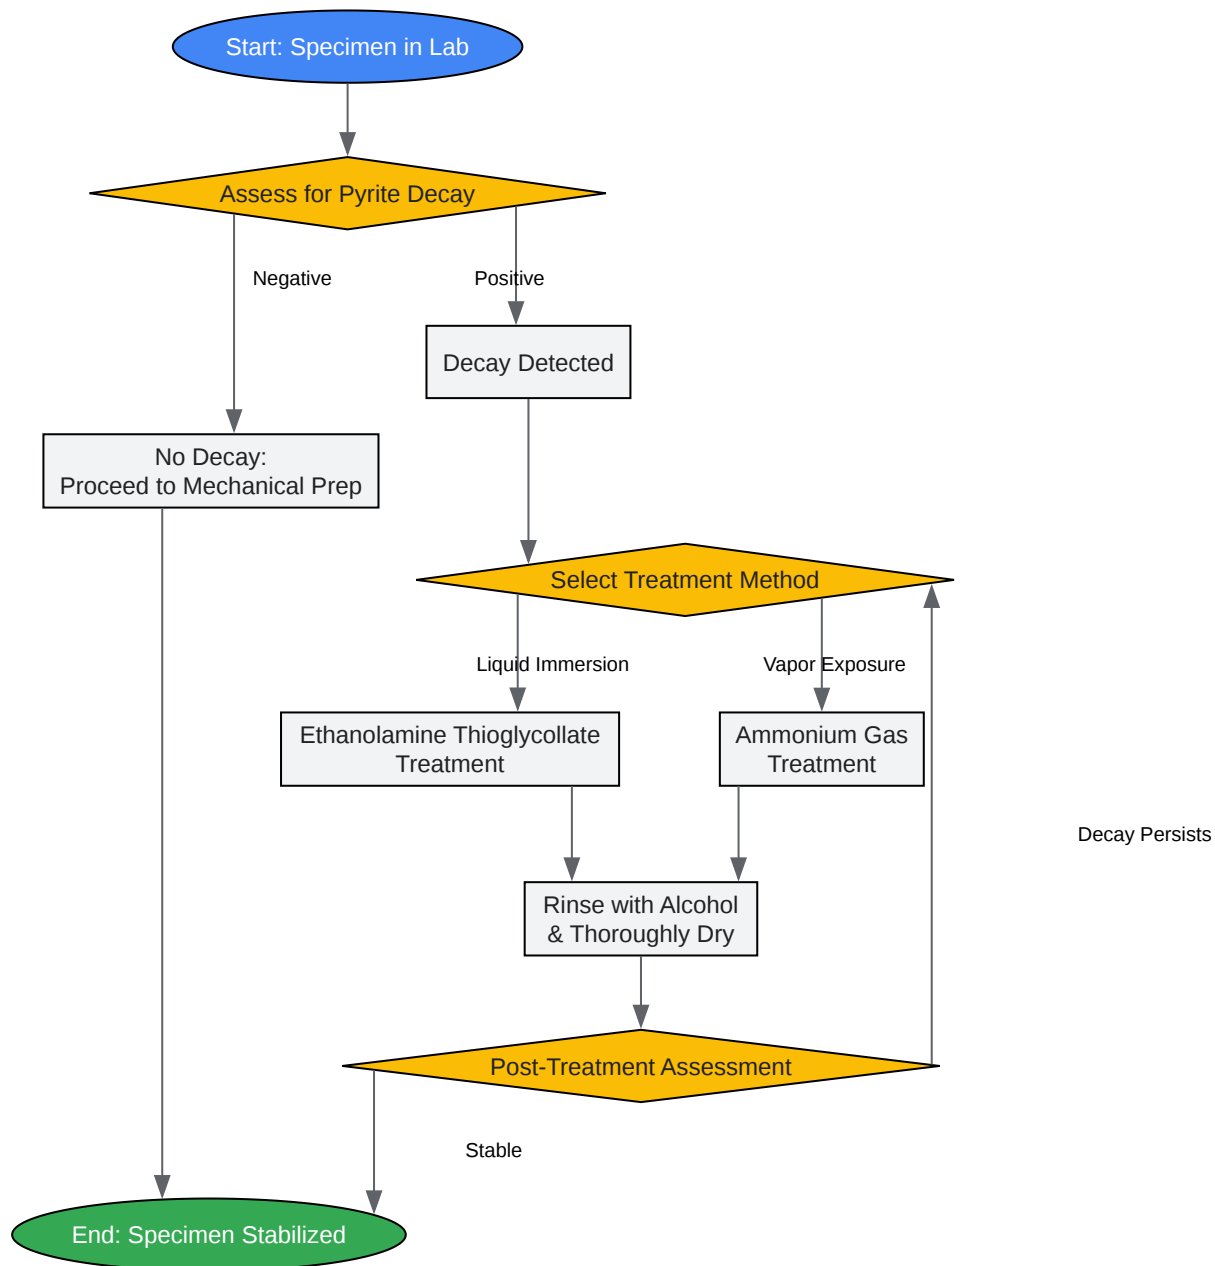 Start: Specimen in Lab
Assess for Pyrite Decay
Negative
Positive
Decay Detected
No Decay:
Proceed to Mechanical Prep
Select Treatment Method
Liquid Immersion
Vapor Exposure
Ethanolamine Thioglycollate
Treatment
Ammonium Gas
Treatment
Decay Persists
Rinse with Alcohol
& Thoroughly Dry
Post-Treatment Assessment
Stable
End: Specimen Stabilized